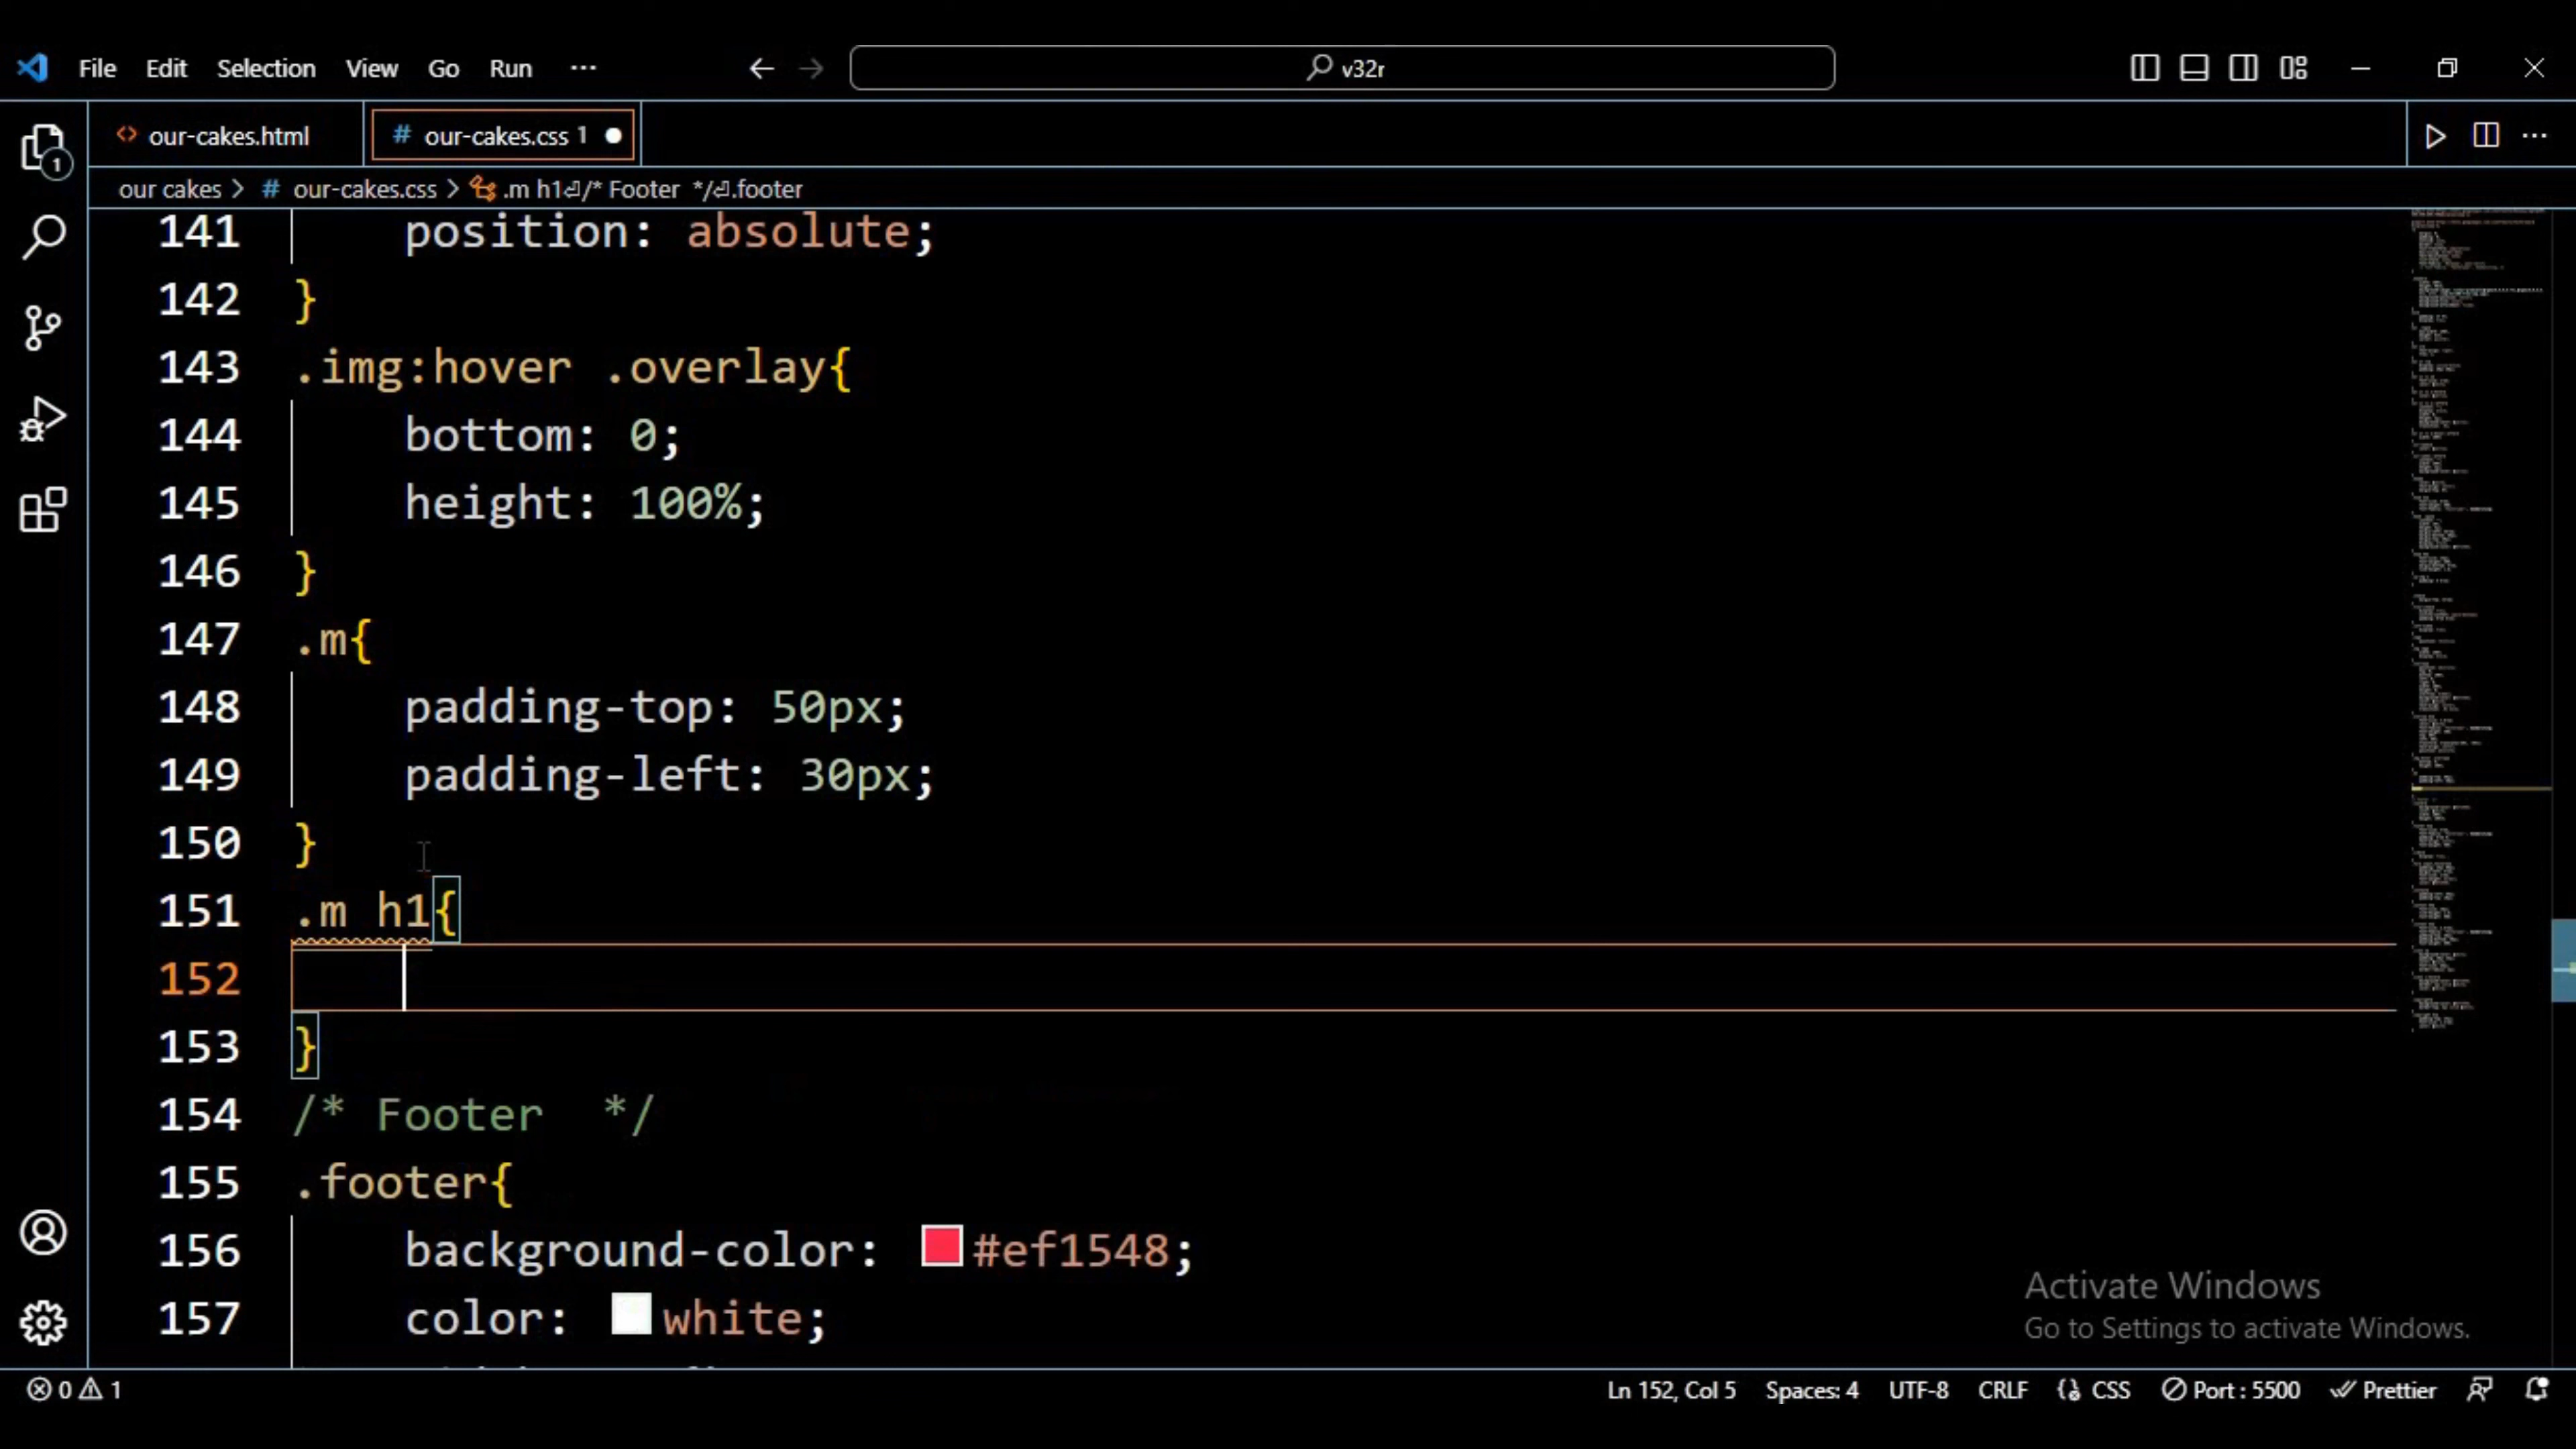 File Edit Selection View Go Run ··· v32r
our-cakes.html our-cakes.css 1
our cakes > # our-cakes.css > .m h1⏎/* Footer */⏎.footer
141 position: absolute;
142 }
143 .img:hover .overlay{
144 bottom: 0;
145 height: 100%;
146 }
147 .m{
148 padding-top: 50px;
149 padding-left: 30px;
150 }
151 .m h1{
152
153 }
154 /* Footer  */
155 .footer{
156 background-color: #ef1548;
157 color: white;
Activate Windows
Go to Settings to activate Windows.
0 1 Ln 152, Col 5 Spaces: 4 UTF-8 CRLF CSS Port : 5500 Prettier